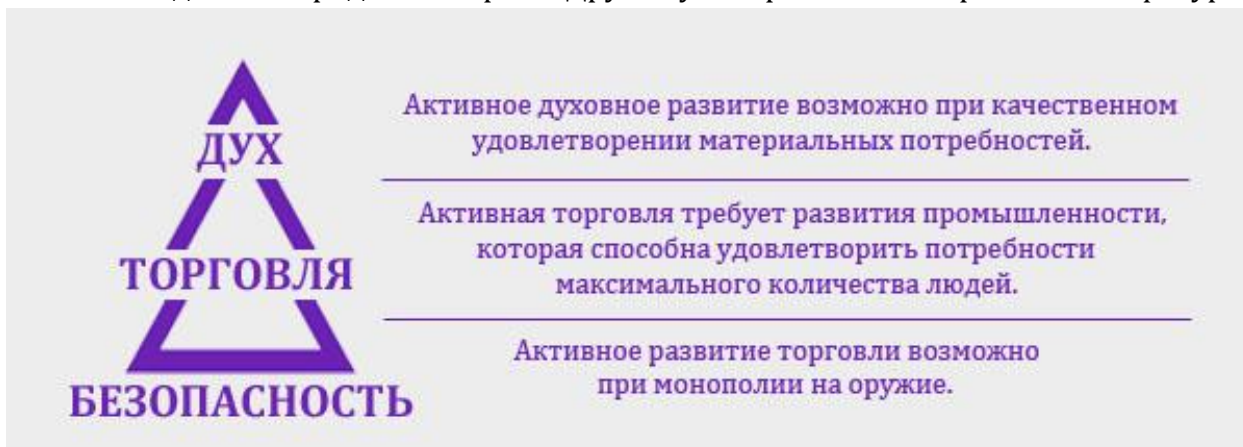 ДУХ
Активное духовное развитие возможно при качественном
удовлетворении материальных потребностей.
ТОРГОВЛЯ
Активная торговля требует развития промышленности,
которая способна удовлетворить потребности
максимального количества людей.
БЕЗОПАСНОСТЬ
Активное развитие торговли возможно
при монополии на оружие.